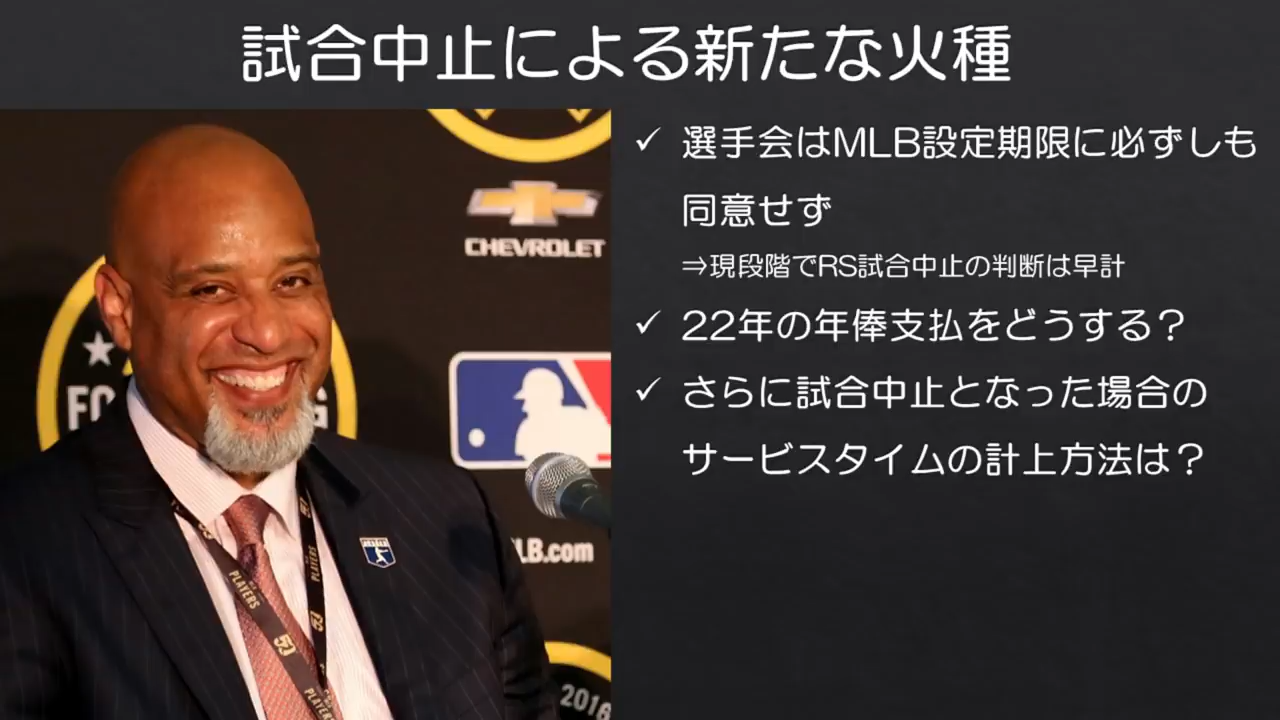 試合中止による新たな火種
✓ 選手会はMLB設定期限に必ずしも
同意せず
⇒現段階でRS試合中止の判断は早計
✓ 22年の年俸支払をどうする？
✓ さらに試合中止となった場合の
サービスタイムの計上方法は？
CHEVROLET
LB.com
PLAYERS
PLAYERS
PLAYERS
2016